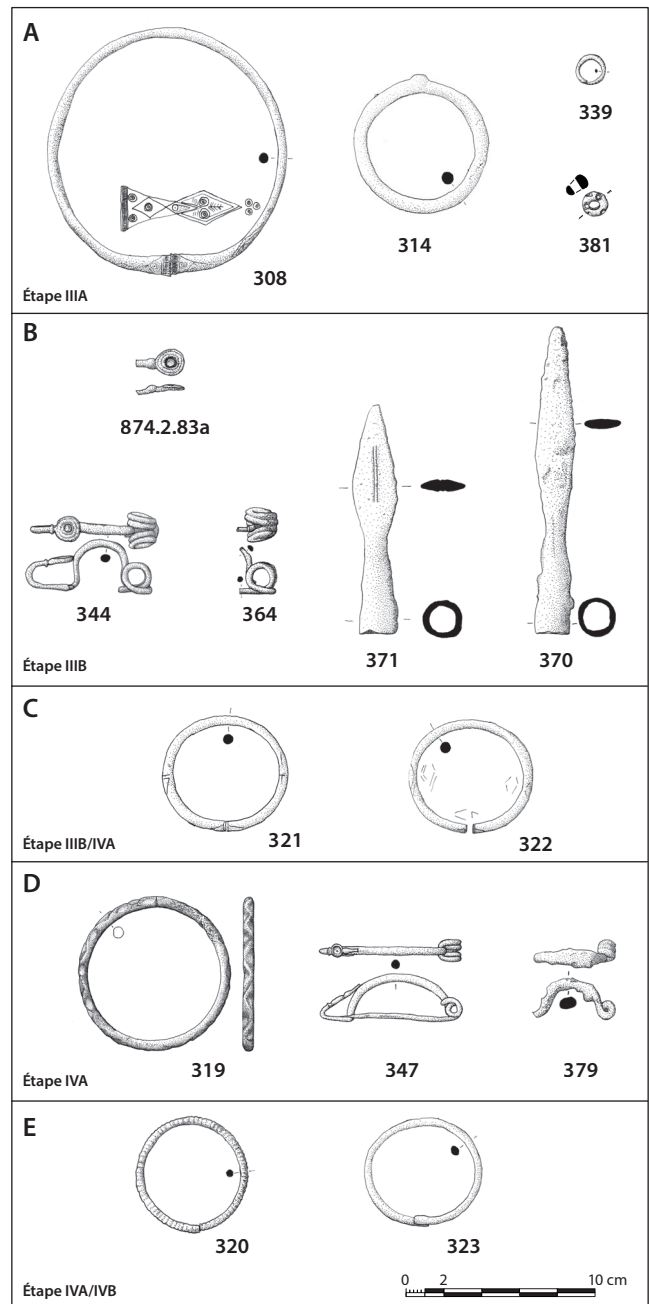 A
308
314
339
381
Étape IIIA
B
874.2.83a
344
364
371
370
Étape IIIB
C
321
322
Étape IIIB/IVA
D
319
347
379
Étape IVA
E
320
323
Étape IVA/IVB
0 2 10 cm